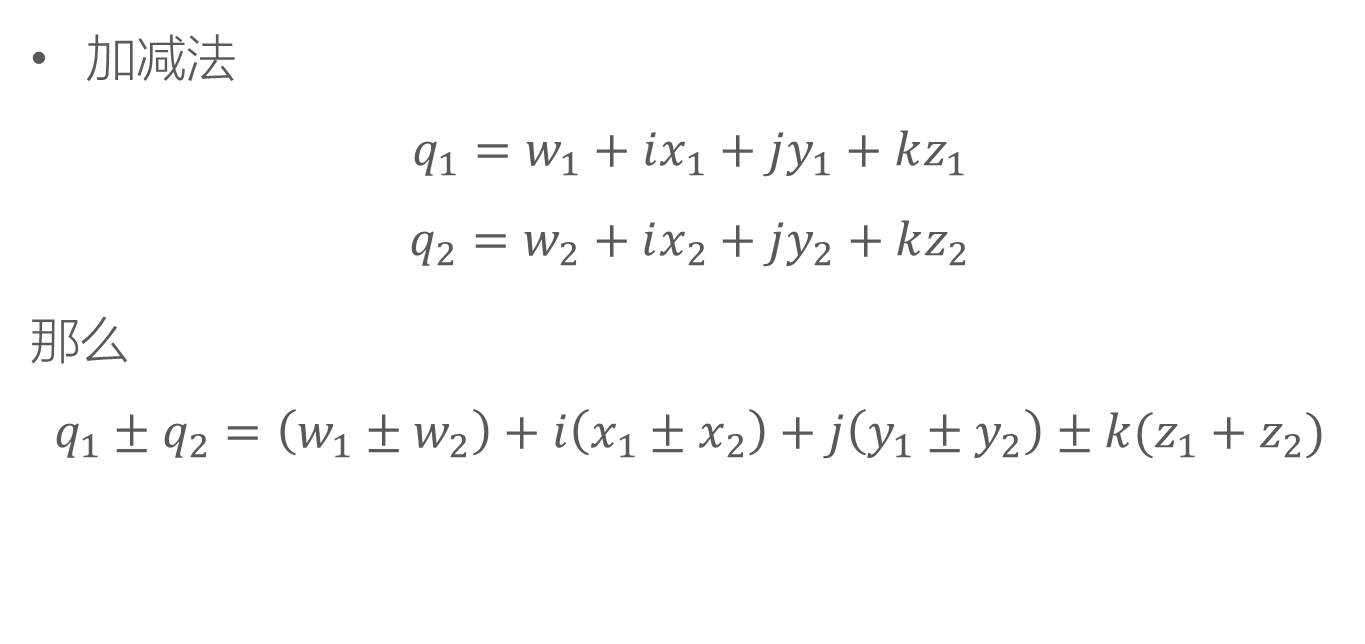 • 加减法
q₁ = w₁ + ix₁ + jy₁ + kz₁
q₂ = w₂ + ix₂ + jy₂ + kz₂
那么
q₁ ± q₂ = (w₁ ± w₂) + i(x₁ ± x₂) + j(y₁ ± y₂) ± k(z₁ + z₂)